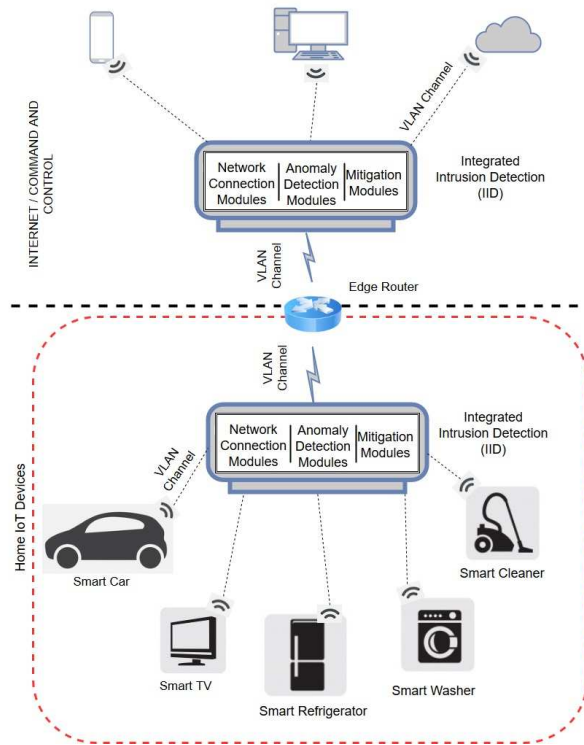 VLAN Channel
INTERNET / COMMAND AND
CONTROL
Network
Connection
Modules
Anomaly
Detection
Modules
Mitigation
Modules
Integrated
Intrusion Detection
(IID)
VLAN
Channel
Edge Router
VLAN
Channel
Network
Connection
Modules
Anomaly
Detection
Modules
Mitigation
Modules
Integrated
Intrusion Detection
(IID)
VLAN
Channel
Home IoT Devices
Smart Car
Smart Cleaner
Smart TV
Smart Refrigerator
Smart Washer